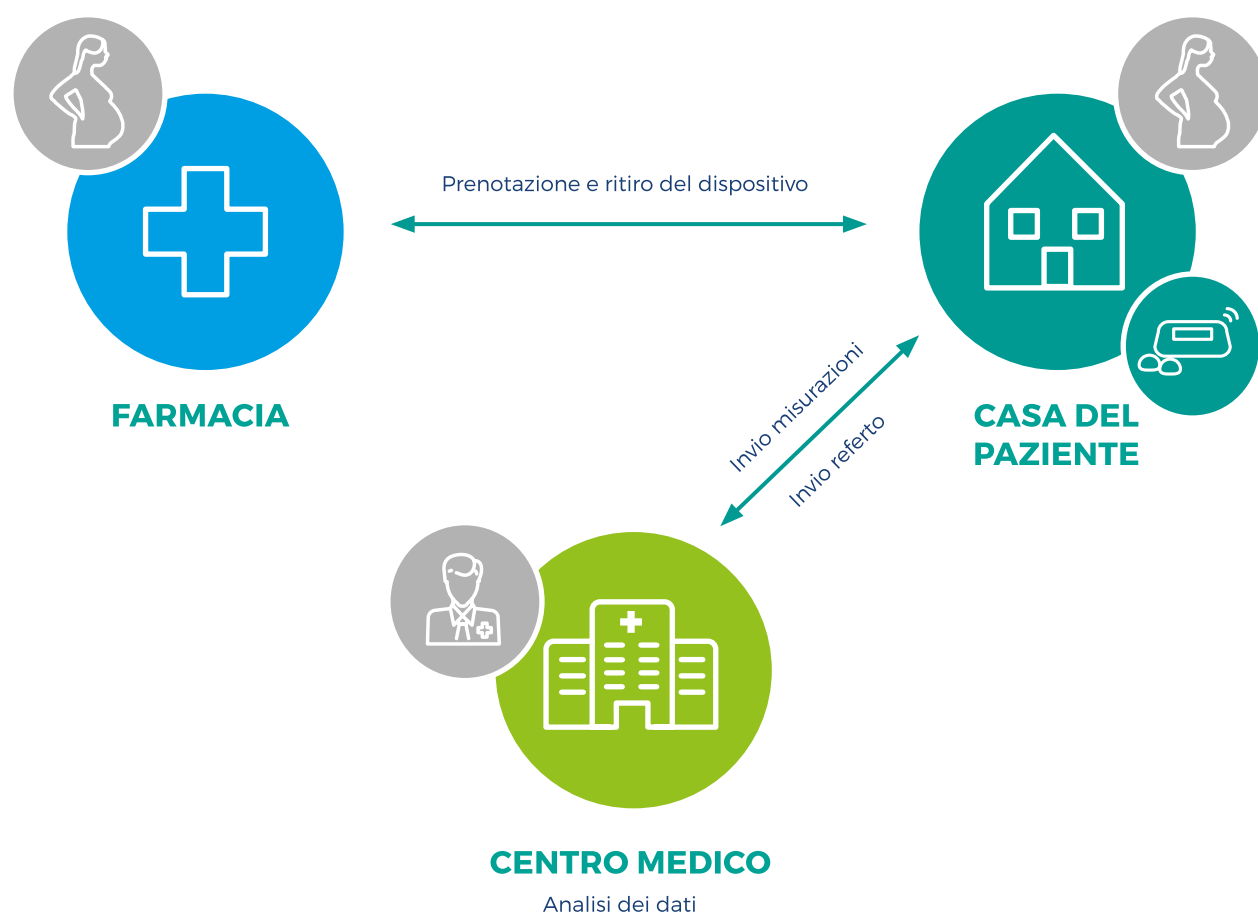 Prenotazione e ritiro del dispositivo
FARMACIA
CASA DEL
PAZIENTE
Invio misurazioni
Invio referto
CENTRO MEDICO
Analisi dei dati